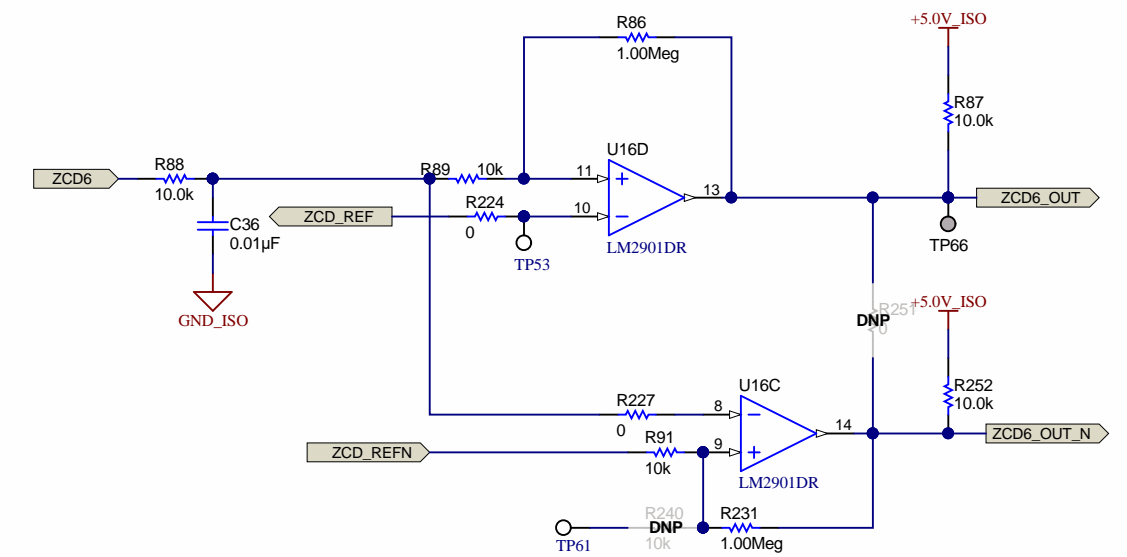 R86
1.00Meg
+5.0V_ISO
R87
10.0k
ZCD6
R88
10.0k
R89
10k
U16D
11
+
13
ZCD6_OUT
TP66
ZCD_REF
R224
0
10
−
LM2901DR
TP53
C36
0.01µF
GND_ISO
R251
DNP
0
+5.0V_ISO
R252
10.0k
U16C
R227
0
8
−
14
ZCD6_OUT_N
ZCD_REFN
R91
10k
9
+
LM2901DR
R240
DNP
10k
TP61
R231
1.00Meg